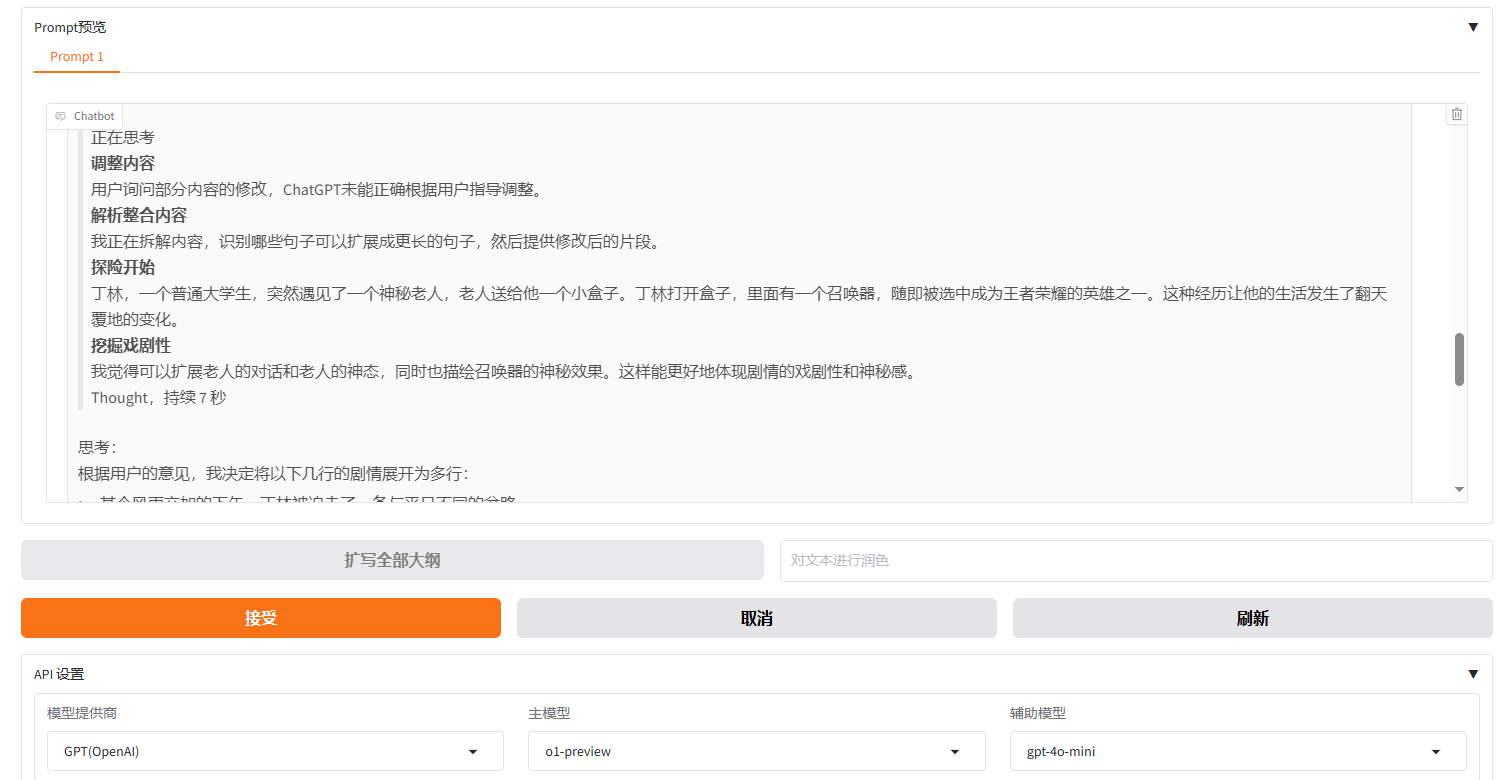 Prompt预览
▼
Prompt 1
Chatbot
正在思考
调整内容
用户询问部分内容的修改，ChatGPT未能正确根据用户指导调整。
解析整合内容
我正在拆解内容，识别哪些句子可以扩展成更长的句子，然后提供修改后的片段。
探险开始
丁林，一个普通大学生，突然遇见了一个神秘老人，老人送给他一个小盒子。丁林打开盒子，里面有一个召唤器，随即被选中成为王者荣耀的英雄之一。这种经历让他的生活发生了翻天
覆地的变化。
挖掘戏剧性
我觉得可以扩展老人的对话和老人的神态，同时也描绘召唤器的神秘效果。这样能更好地体现剧情的戏剧性和神秘感。
Thought，持续 7 秒
思考：
根据用户的意见，我决定将以下几行的剧情展开为多行：
扩写全部大纲
对文本进行润色
接受
取消
刷新
API 设置
▼
模型提供商
主模型
辅助模型
GPT(OpenAI)
o1-preview
gpt-4o-mini